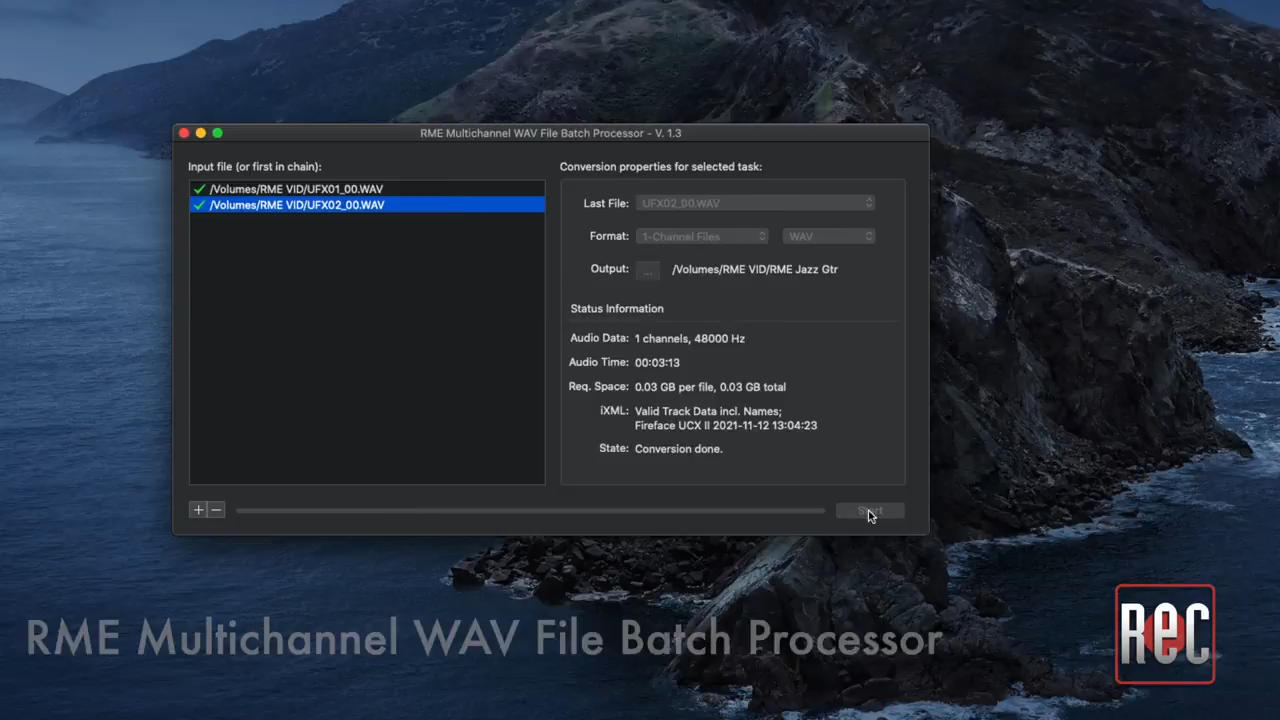 RME Multichannel WAV File Batch Processor - V. 1.3
Input file (or first in chain):
/Volumes/RME VID/UFX01_00.WAV
/Volumes/RME VID/UFX02_00.WAV
Conversion properties for selected task:
Last File: UFX02_00.WAV
Format: 1-Channel Files WAV
Output: ... /Volumes/RME VID/RME Jazz Gtr
Status Information
Audio Data: 1 channels, 48000 Hz
Audio Time: 00:03:13
Req. Space: 0.03 GB per file, 0.03 GB total
iXML: Valid Track Data incl. Names;
Fireface UCX II 2021-11-12 13:04:23
State: Conversion done.
+ −
Start
RME Multichannel WAV File Batch Processor
ReC